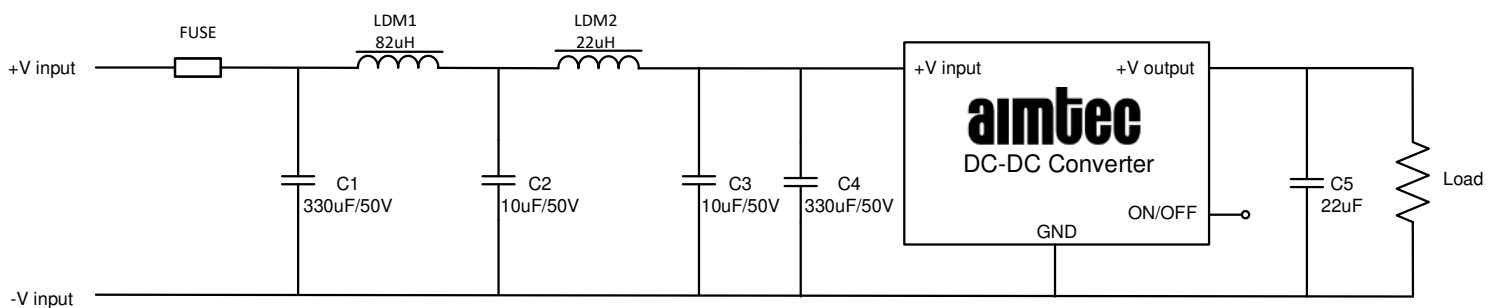 FUSE
LDM1
82uH
LDM2
22uH
+V input
+V input
+V output
aimtec
DC-DC Converter
C1
330uF/50V
C2
10uF/50V
C3
10uF/50V
C4
330uF/50V
C5
22uF
Load
ON/OFF
GND
-V input